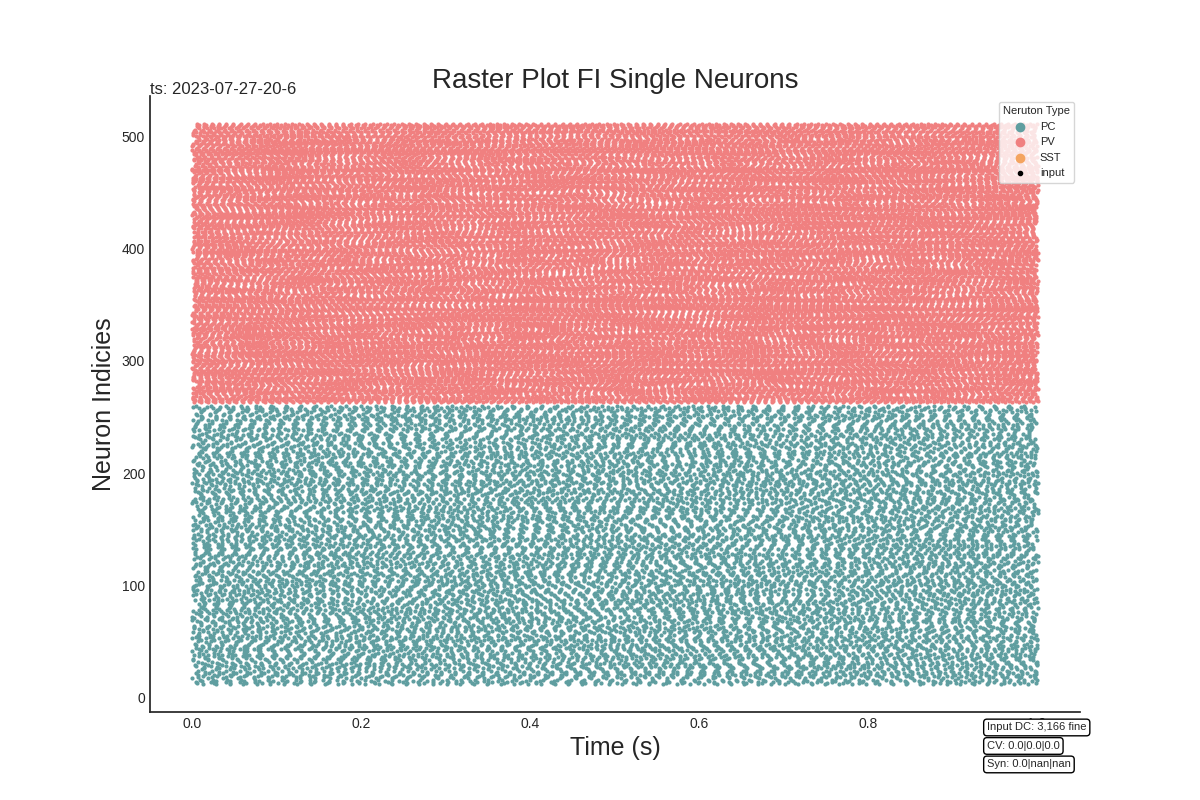 Raster Plot FI Single Neurons
ts: 2023-07-27-20-6
Neruton Type
PC
PV
SST
input
500
400
300
200
100
0
Neuron Indicies
0.0 0.2 0.4 0.6 0.8
Time (s)
Input DC: 3,166 fine
CV: 0.0|0.0|0.0
Syn: 0.0|nan|nan